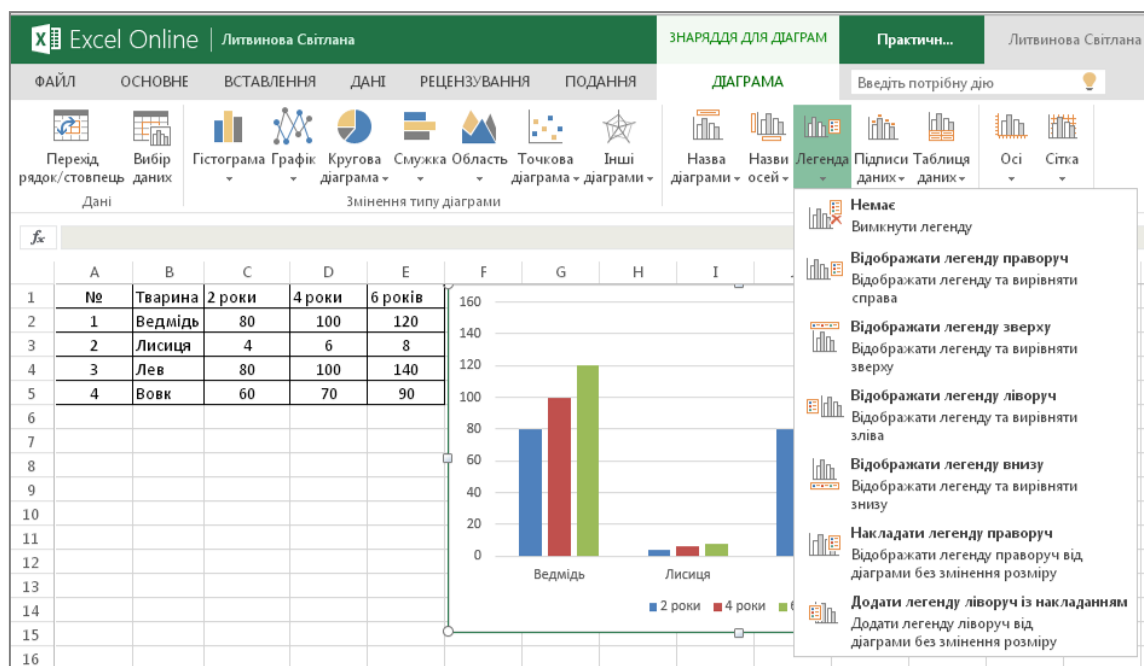 Excel Online | Литвинова Світлана
ЗНАРЯДДЯ ДЛЯ ДІАГРАМ
Практичн...
Литвинова Світлана
ФАЙЛ ОСНОВНЕ ВСТАВЛЕННЯ ДАНІ РЕЦЕНЗУВАННЯ ПОДАННЯ ДІАГРАМА Введіть потрібну дію
Перехід рядок/стовпець
Вибір даних
Гістограма
Графік
Кругова діаграма
Смужка
Область
Точкова діаграма
Інші діаграми
Назва діаграми
Назви осей
Легенда
Підписи даних
Таблиця даних
Осі
Сітка
Дані
Змінення типу діаграми
fx
A B C D E F G H I
1 № Тварина 2 роки 4 роки 6 років
2 1 Ведмідь 80 100 120
3 2 Лисиця 4 6 8
4 3 Лев 80 100 140
5 4 Вовк 60 70 90
6
7
8
9
10
11
12
13
14
15
16
160
140
120
100
80
60
40
20
0
Ведмідь Лисиця
2 роки 4 роки
Немає
Вимкнути легенду
Відображати легенду праворуч
Відображати легенду та вирівняти
справа
Відображати легенду зверху
Відображати легенду та вирівняти
зверху
Відображати легенду ліворуч
Відображати легенду та вирівняти
зліва
Відображати легенду внизу
Відображати легенду та вирівняти
знизу
Накладати легенду праворуч
Відображати легенду праворуч від
діаграми без змінення розміру
Додати легенду ліворуч із накладанням
Додати легенду ліворуч від
діаграми без змінення розміру